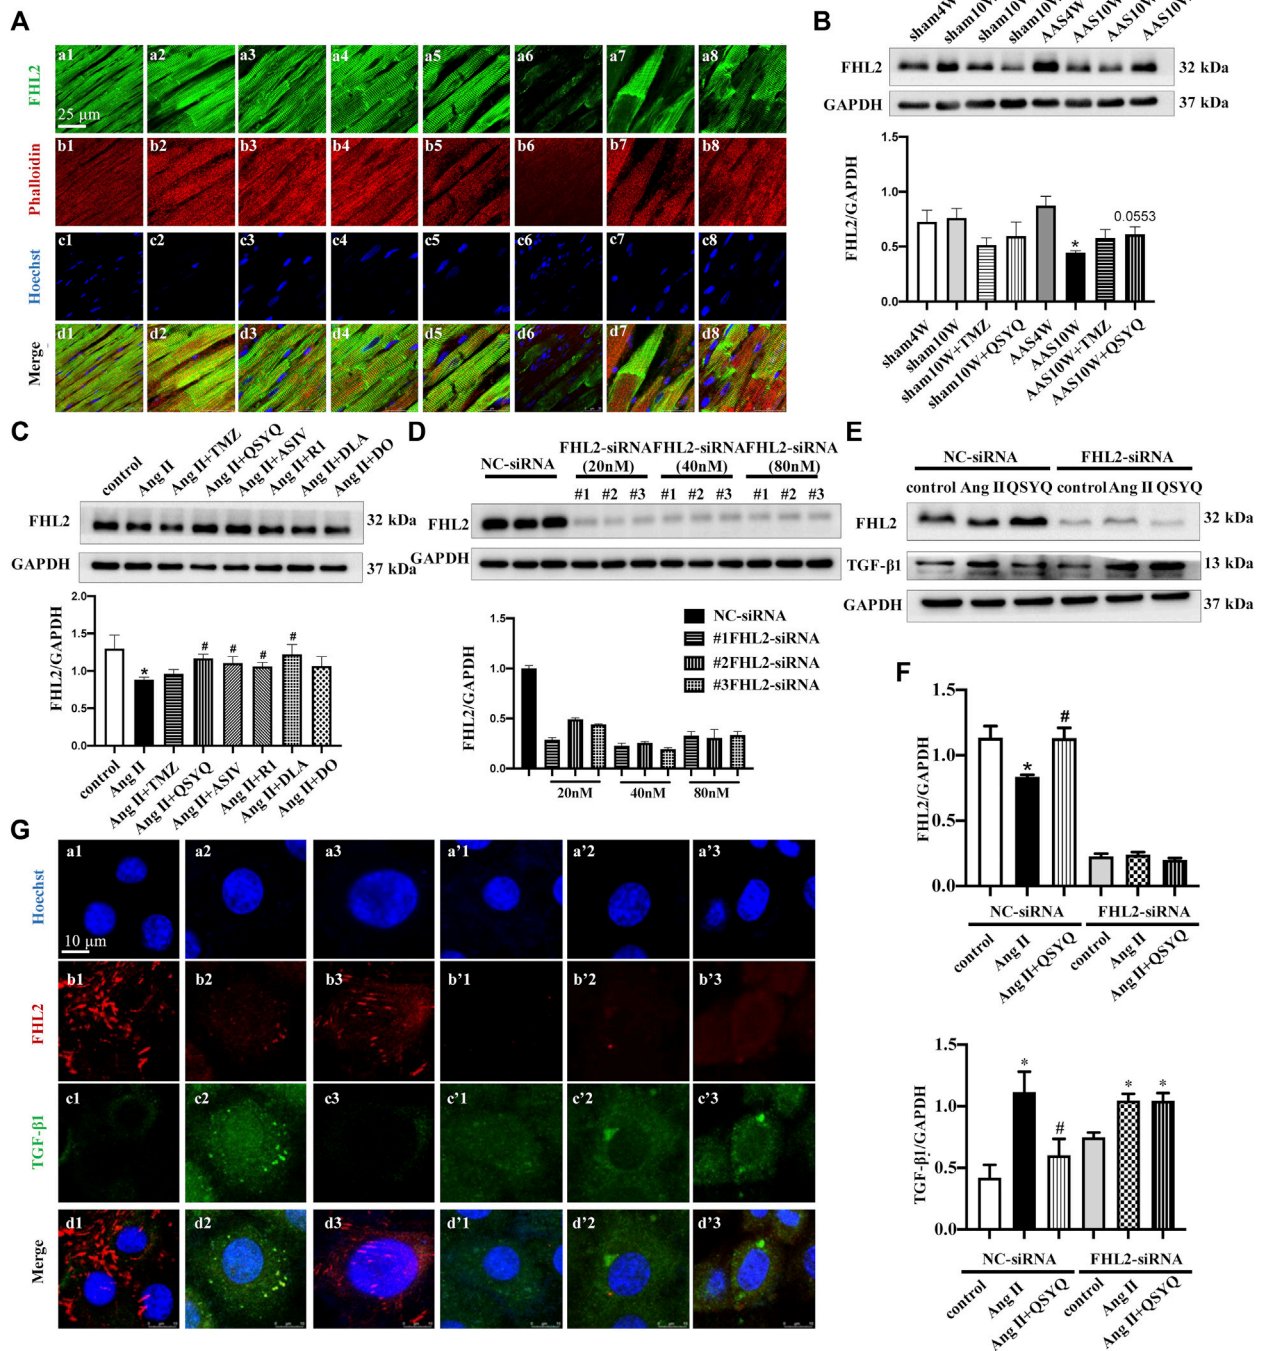 A
FHL2
a1 a2 a3 a4 a5 a6 a7 a8
25 μm
Phalloidin
b1 b2 b3 b4 b5 b6 b7 b8
Hoechst
c1 c2 c3 c4 c5 c6 c7 c8
Merge
d1 d2 d3 d4 d5 d6 d7 d8
B
sham4W sham10W AAS4W
FHL2 32 kDa
GAPDH 37 kDa
FHL2/GAPDH
1.5
1.0
0.5
0.0
* 0.0553
sham4W sham10W sham10W+TMZ sham10W+QSYQ AAS4W AAS10W AAS10W+TMZ AAS10W+QSYQ
C
control Ang II Ang II+TMZ Ang II+QSYQ Ang II+ASIV Ang II+R1 Ang II+DLA Ang II+DO
FHL2 32 kDa
GAPDH 37 kDa
FHL2/GAPDH
2.0
1.5
1.0
0.5
0.0
* # # # #
control Ang II Ang II+TMZ Ang II+QSYQ Ang II+ASIV Ang II+R1 Ang II+DLA Ang II+DO
D
NC-siRNA FHL2-siRNA (20nM) FHL2-siRNA (40nM) FHL2-siRNA (80nM)
#1 #2 #3 #1 #2 #3 #1 #2 #3
FHL2
GAPDH
FHL2/GAPDH
1.5
1.0
0.5
0.0
NC-siRNA
#1FHL2-siRNA
#2FHL2-siRNA
#3FHL2-siRNA
20nM 40nM 80nM
E
NC-siRNA FHL2-siRNA
control Ang II QSYQ control Ang II QSYQ
FHL2 32 kDa
TGF-β1 13 kDa
GAPDH 37 kDa
F
FHL2/GAPDH
1.5
1.0
0.5
0.0
* #
NC-siRNA FHL2-siRNA
control Ang II Ang II+QSYQ control Ang II Ang II+QSYQ
TGF-β1/GAPDH
1.5
1.0
0.5
0.0
* # * *
NC-siRNA FHL2-siRNA
control Ang II Ang II+QSYQ control Ang II Ang II+QSYQ
G
Hoechst
a1 a2 a3 a'1 a'2 a'3
10 μm
FHL2
b1 b2 b3 b'1 b'2 b'3
TGF-β1
c1 c2 c3 c'1 c'2 c'3
Merge
d1 d2 d3 d'1 d'2 d'3